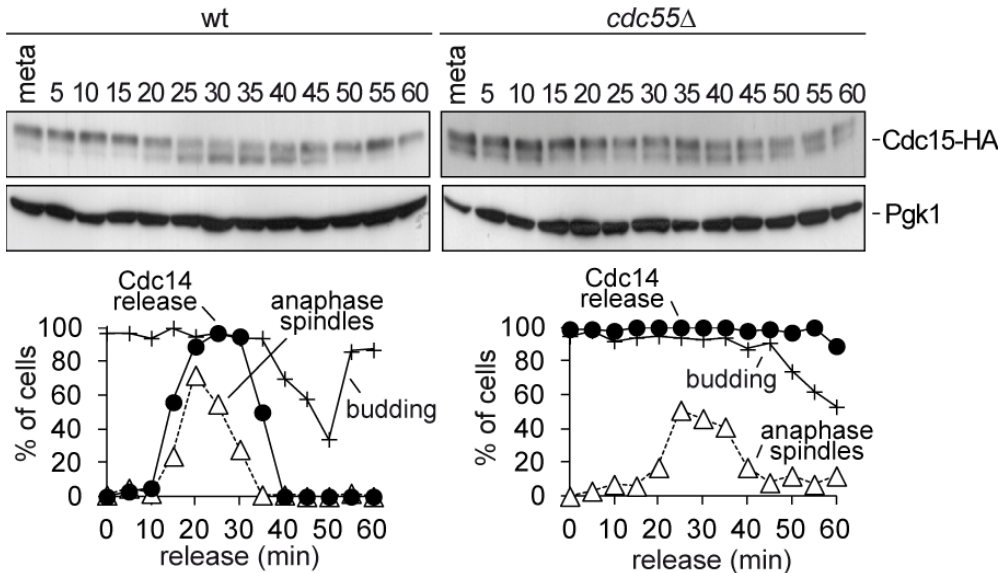 wt
cdc55Δ
meta 5 10 15 20 25 30 35 40 45 50 55 60
meta 5 10 15 20 25 30 35 40 45 50 55 60
-Cdc15-HA
-Pgk1
Cdc14
release
anaphase
spindles
budding
% of cells
100
80
60
40
20
0
0 10 20 30 40 50 60
release (min)
Cdc14
release
budding
anaphase
spindles
% of cells
100
80
60
40
20
0
0 10 20 30 40 50 60
release (min)